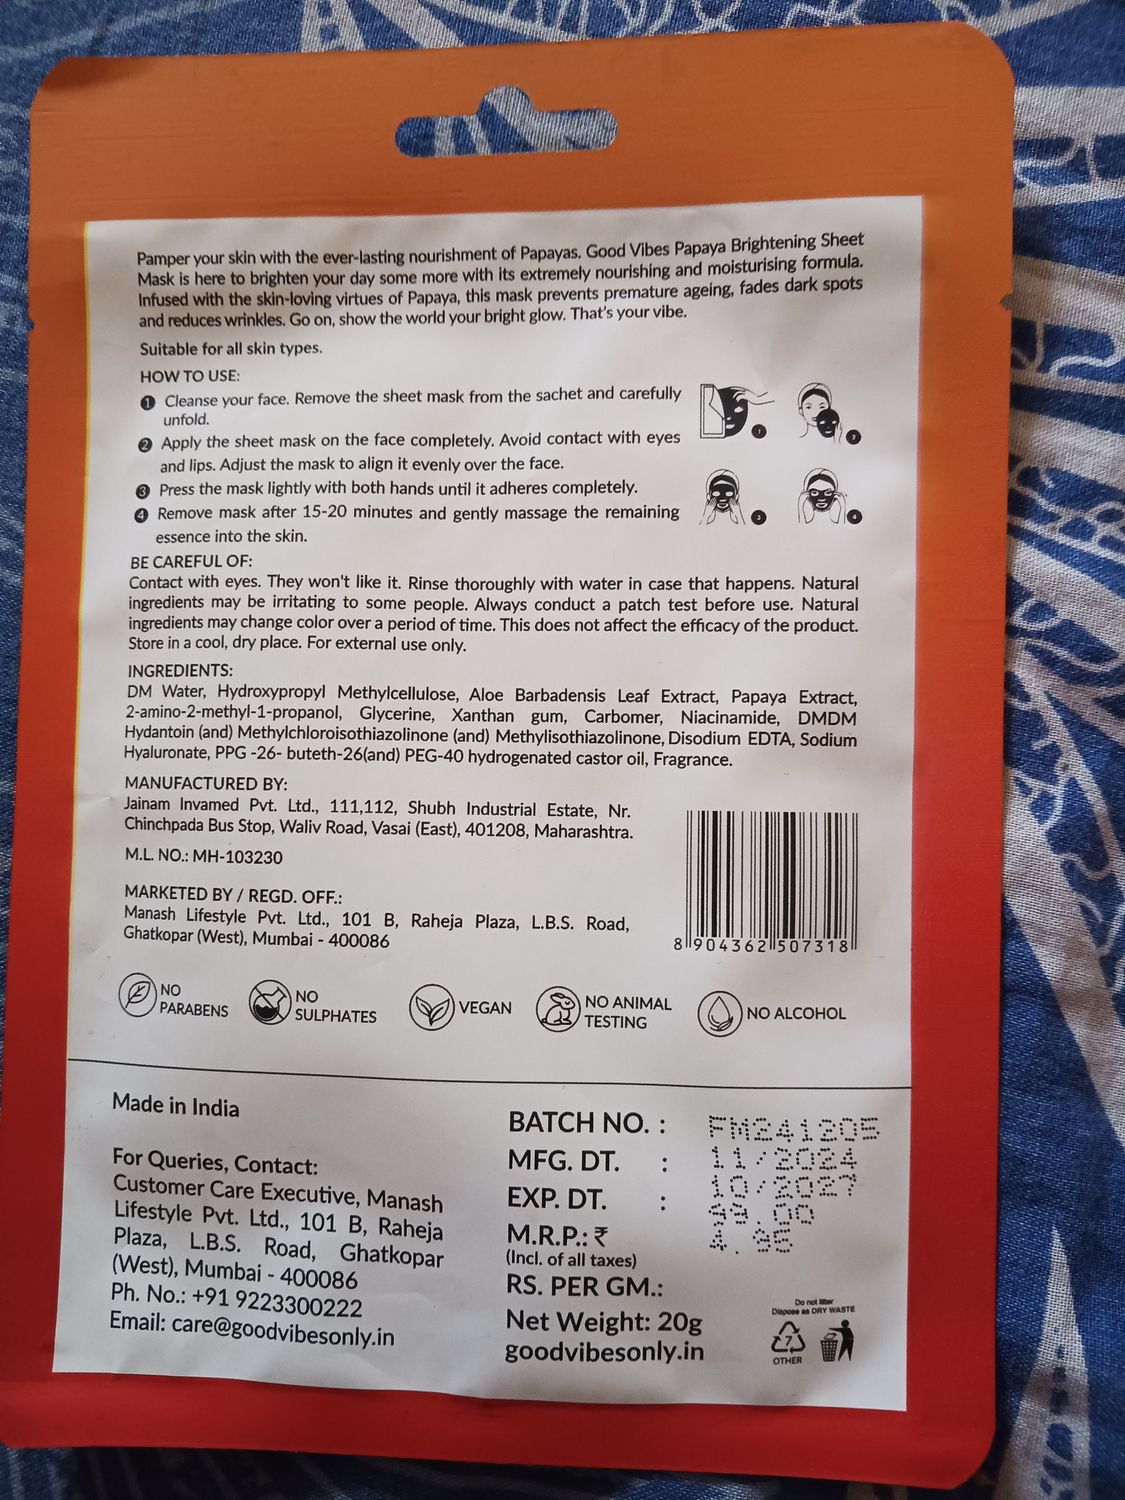 Pamper your skin with the ever-lasting nourishment of Papayas. Good Vibes Papaya Brightening Sheet
Mask is here to brighten your day some more with its extremely nourishing and moisturising formula.
Infused with the skin-loving virtues of Papaya, this mask prevents premature ageing, fades dark spots
and reduces wrinkles. Go on, show the world your bright glow. That's your vibe.
Suitable for all skin types.
HOW TO USE:
1 Cleanse your face. Remove the sheet mask from the sachet and carefully
unfold.
2 Apply the sheet mask on the face completely. Avoid contact with eyes
and lips. Adjust the mask to align it evenly over the face.
3 Press the mask lightly with both hands until it adheres completely.
4 Remove mask after 15-20 minutes and gently massage the remaining
essence into the skin.
1
2
3
4
BE CAREFUL OF:
Contact with eyes. They won't like it. Rinse thoroughly with water in case that happens. Natural
ingredients may be irritating to some people. Always conduct a patch test before use. Natural
ingredients may change color over a period of time. This does not affect the efficacy of the product.
Store in a cool, dry place. For external use only.
INGREDIENTS:
DM Water, Hydroxypropyl Methylcellulose, Aloe Barbadensis Leaf Extract, Papaya Extract,
2-amino-2-methyl-1-propanol, Glycerine, Xanthan gum, Carbomer, Niacinamide, DMDM
Hydantoin (and) Methylchloroisothiazolinone (and) Methylisothiazolinone, Disodium EDTA, Sodium
Hyaluronate, PPG -26- buteth-26(and) PEG-40 hydrogenated castor oil, Fragrance.
MANUFACTURED BY:
Jainam Invamed Pvt. Ltd., 111,112, Shubh Industrial Estate, Nr.
Chinchpada Bus Stop, Waliv Road, Vasai (East), 401208, Maharashtra.
M.L. NO.: MH-103230
MARKETED BY / REGD. OFF.:
Manash Lifestyle Pvt. Ltd., 101 B, Raheja Plaza, L.B.S. Road,
Ghatkopar (West), Mumbai - 400086
8 904362 507318
NO
PARABENS
NO
SULPHATES
VEGAN
NO ANIMAL
TESTING
NO ALCOHOL
Made in India
For Queries, Contact:
Customer Care Executive, Manash
Lifestyle Pvt. Ltd., 101 B, Raheja
Plaza, L.B.S. Road, Ghatkopar
(West), Mumbai - 400086
Ph. No.: +91 9223300222
Email: care@goodvibesonly.in
BATCH NO. : FM241205
MFG. DT. : 11/2024
EXP. DT. : 10/2027
M.R.P.: ₹ 99.00
(Incl. of all taxes)
RS. PER GM.: 4.95
Net Weight: 20g
goodvibesonly.in
Do not litter
Dispose as DRY WASTE
7
OTHER